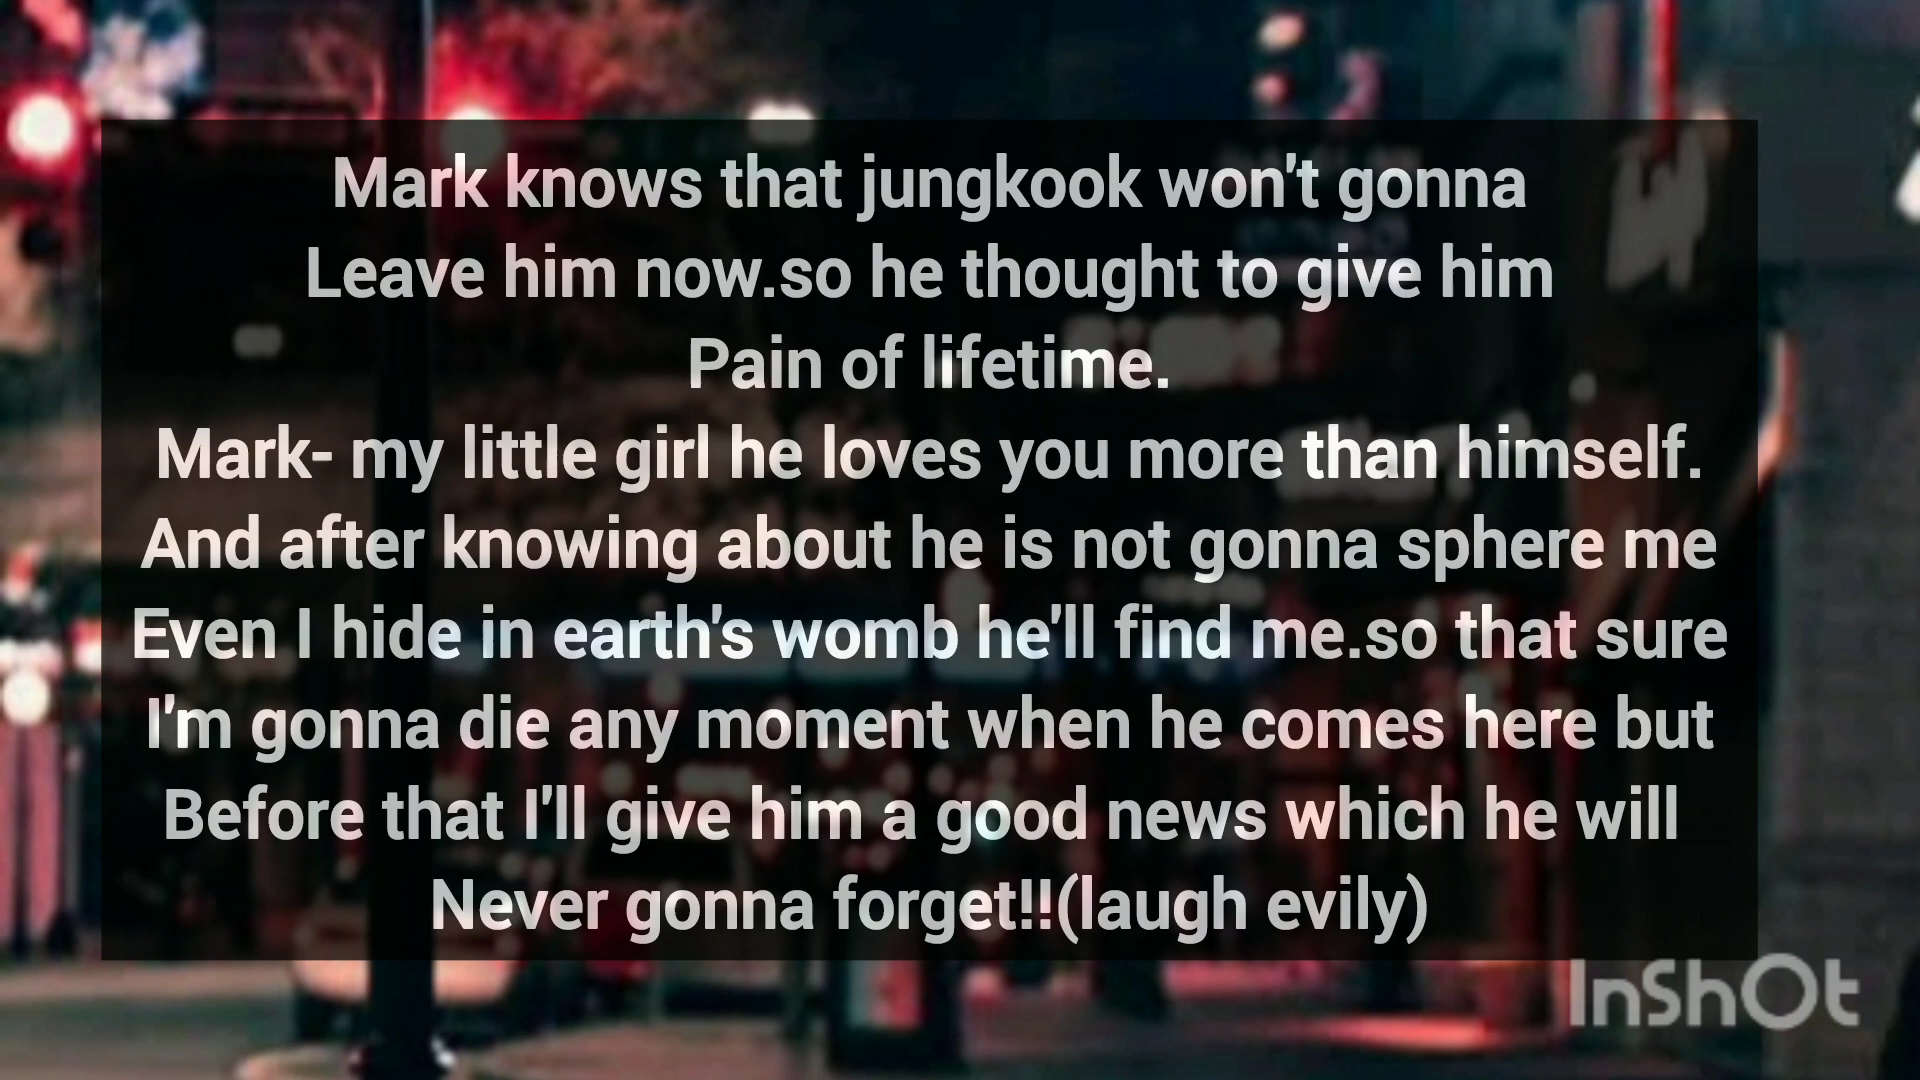 Mark knows that jungkook won't gonna
Leave him now.so he thought to give him
Pain of lifetime.
Mark- my little girl he loves you more than himself.
And after knowing about he is not gonna sphere me
Even I hide in earth's womb he'll find me.so that sure
I'm gonna die any moment when he comes here but
Before that I'll give him a good news which he will
Never gonna forget!!(laugh evily)
InShOt